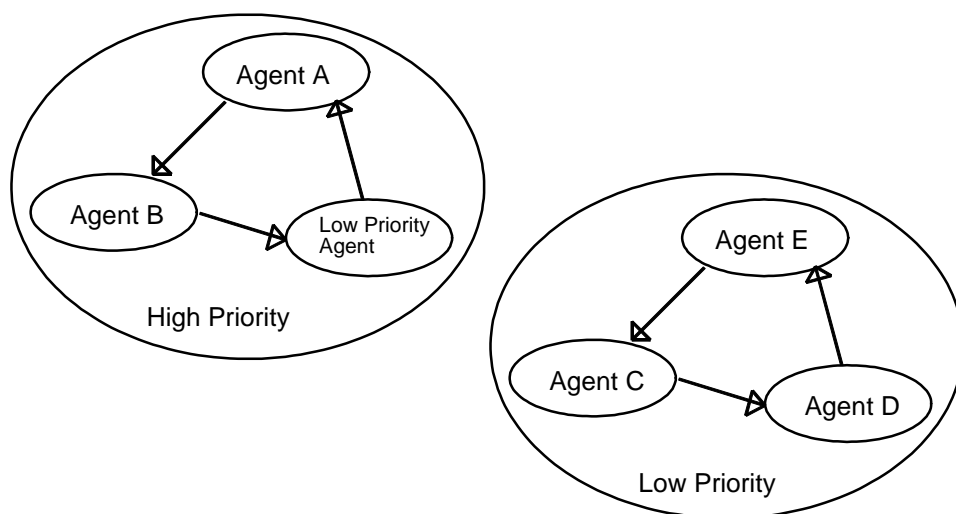 Agent A
Agent B
Low Priority
Agent
High Priority
Agent E
Agent C
Agent D
Low Priority